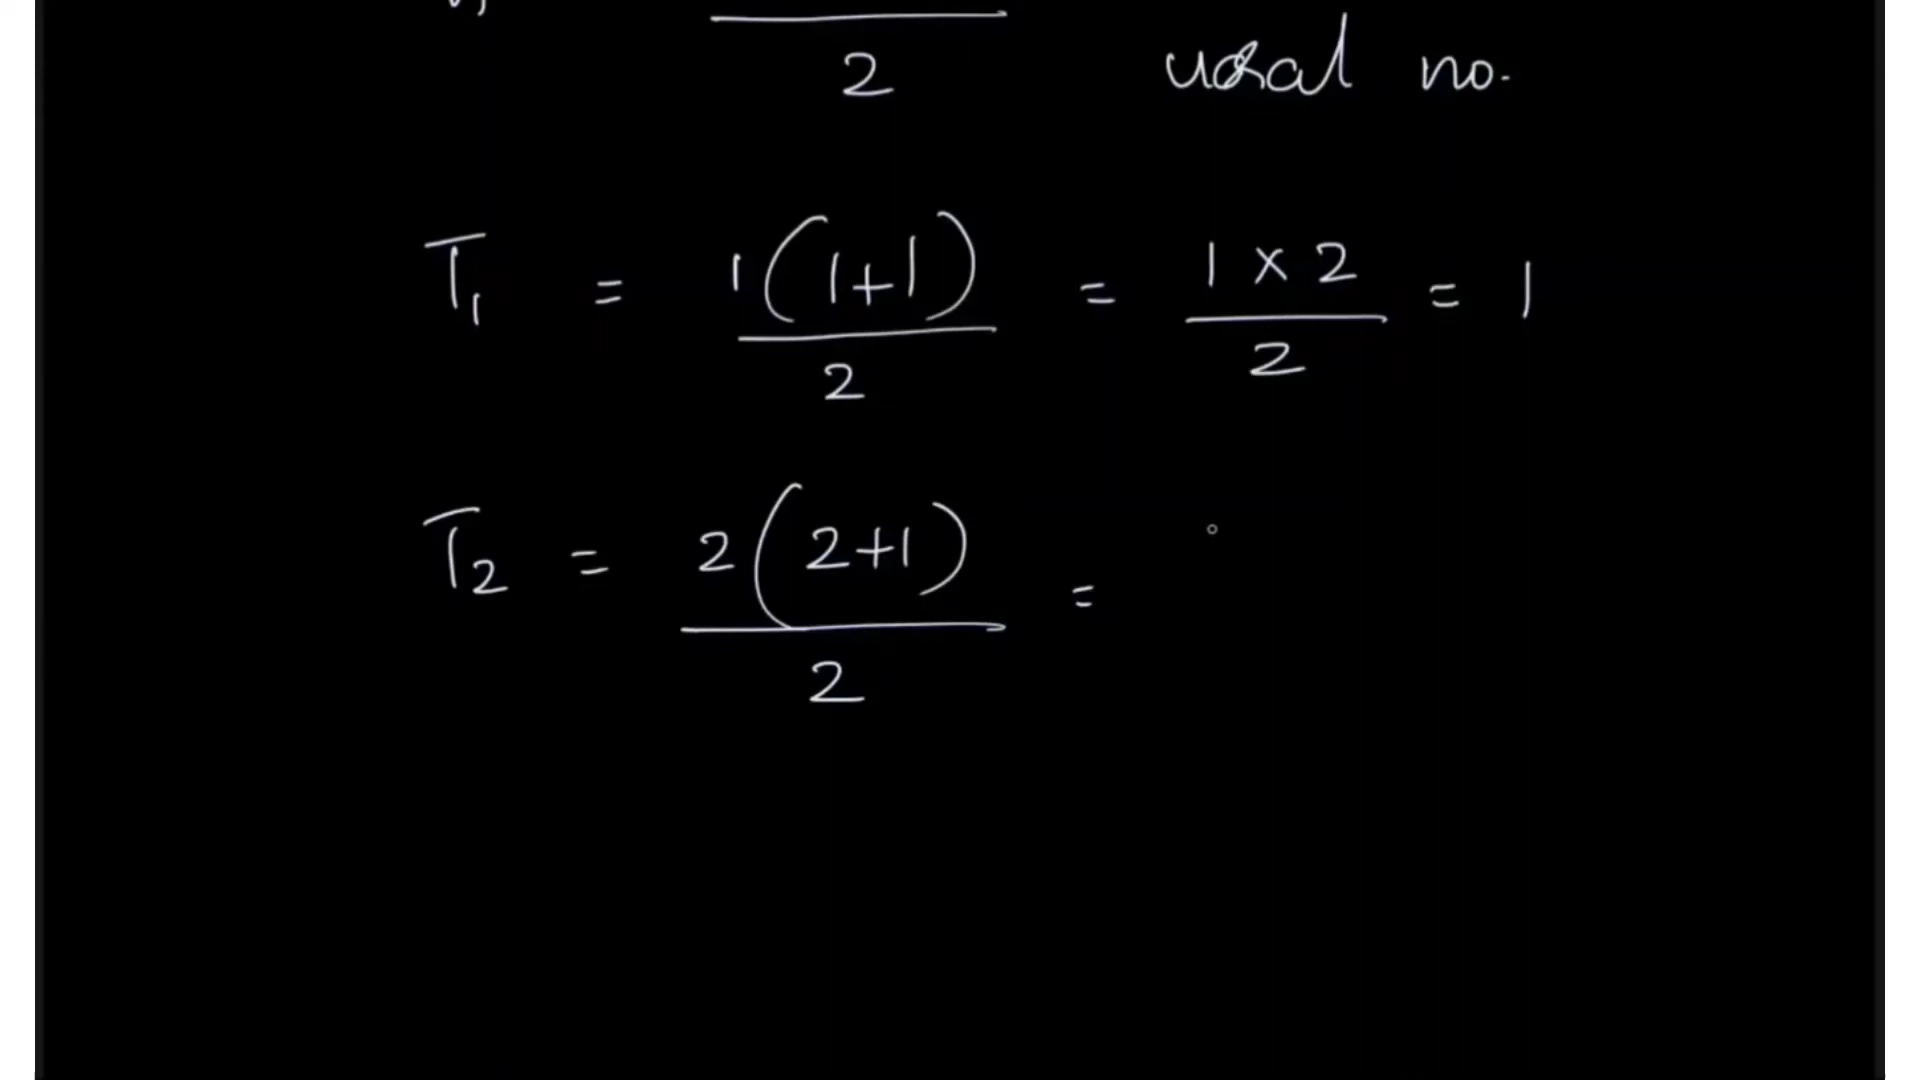 2 ural no.
T₁ = 1(1+1)/2 = 1 x 2/2 = 1
T₂ = 2(2+1)/2 =